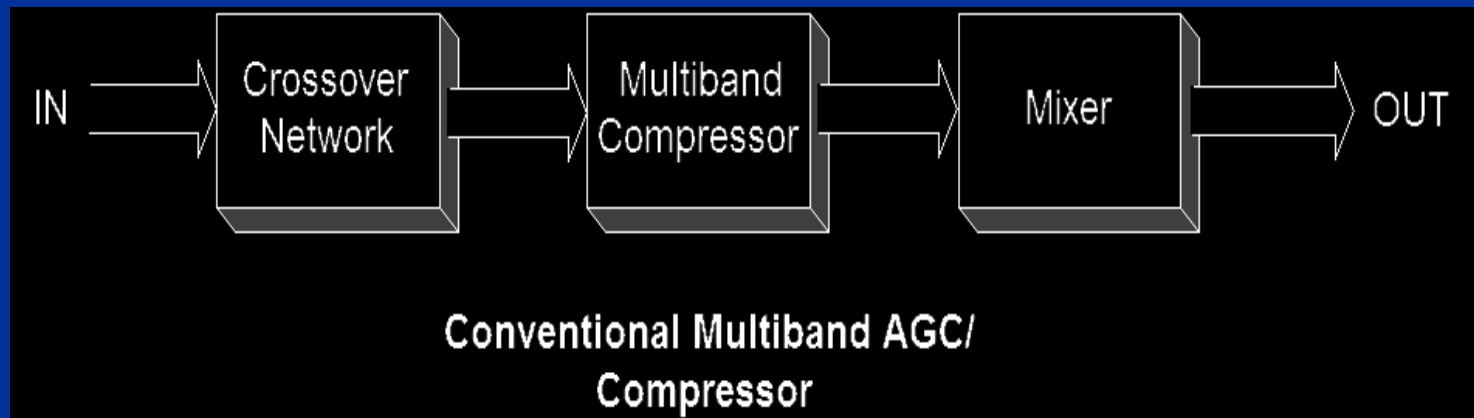 IN
Crossover
Network
Multiband
Compressor
Mixer
OUT
Conventional Multiband AGC/
Compressor